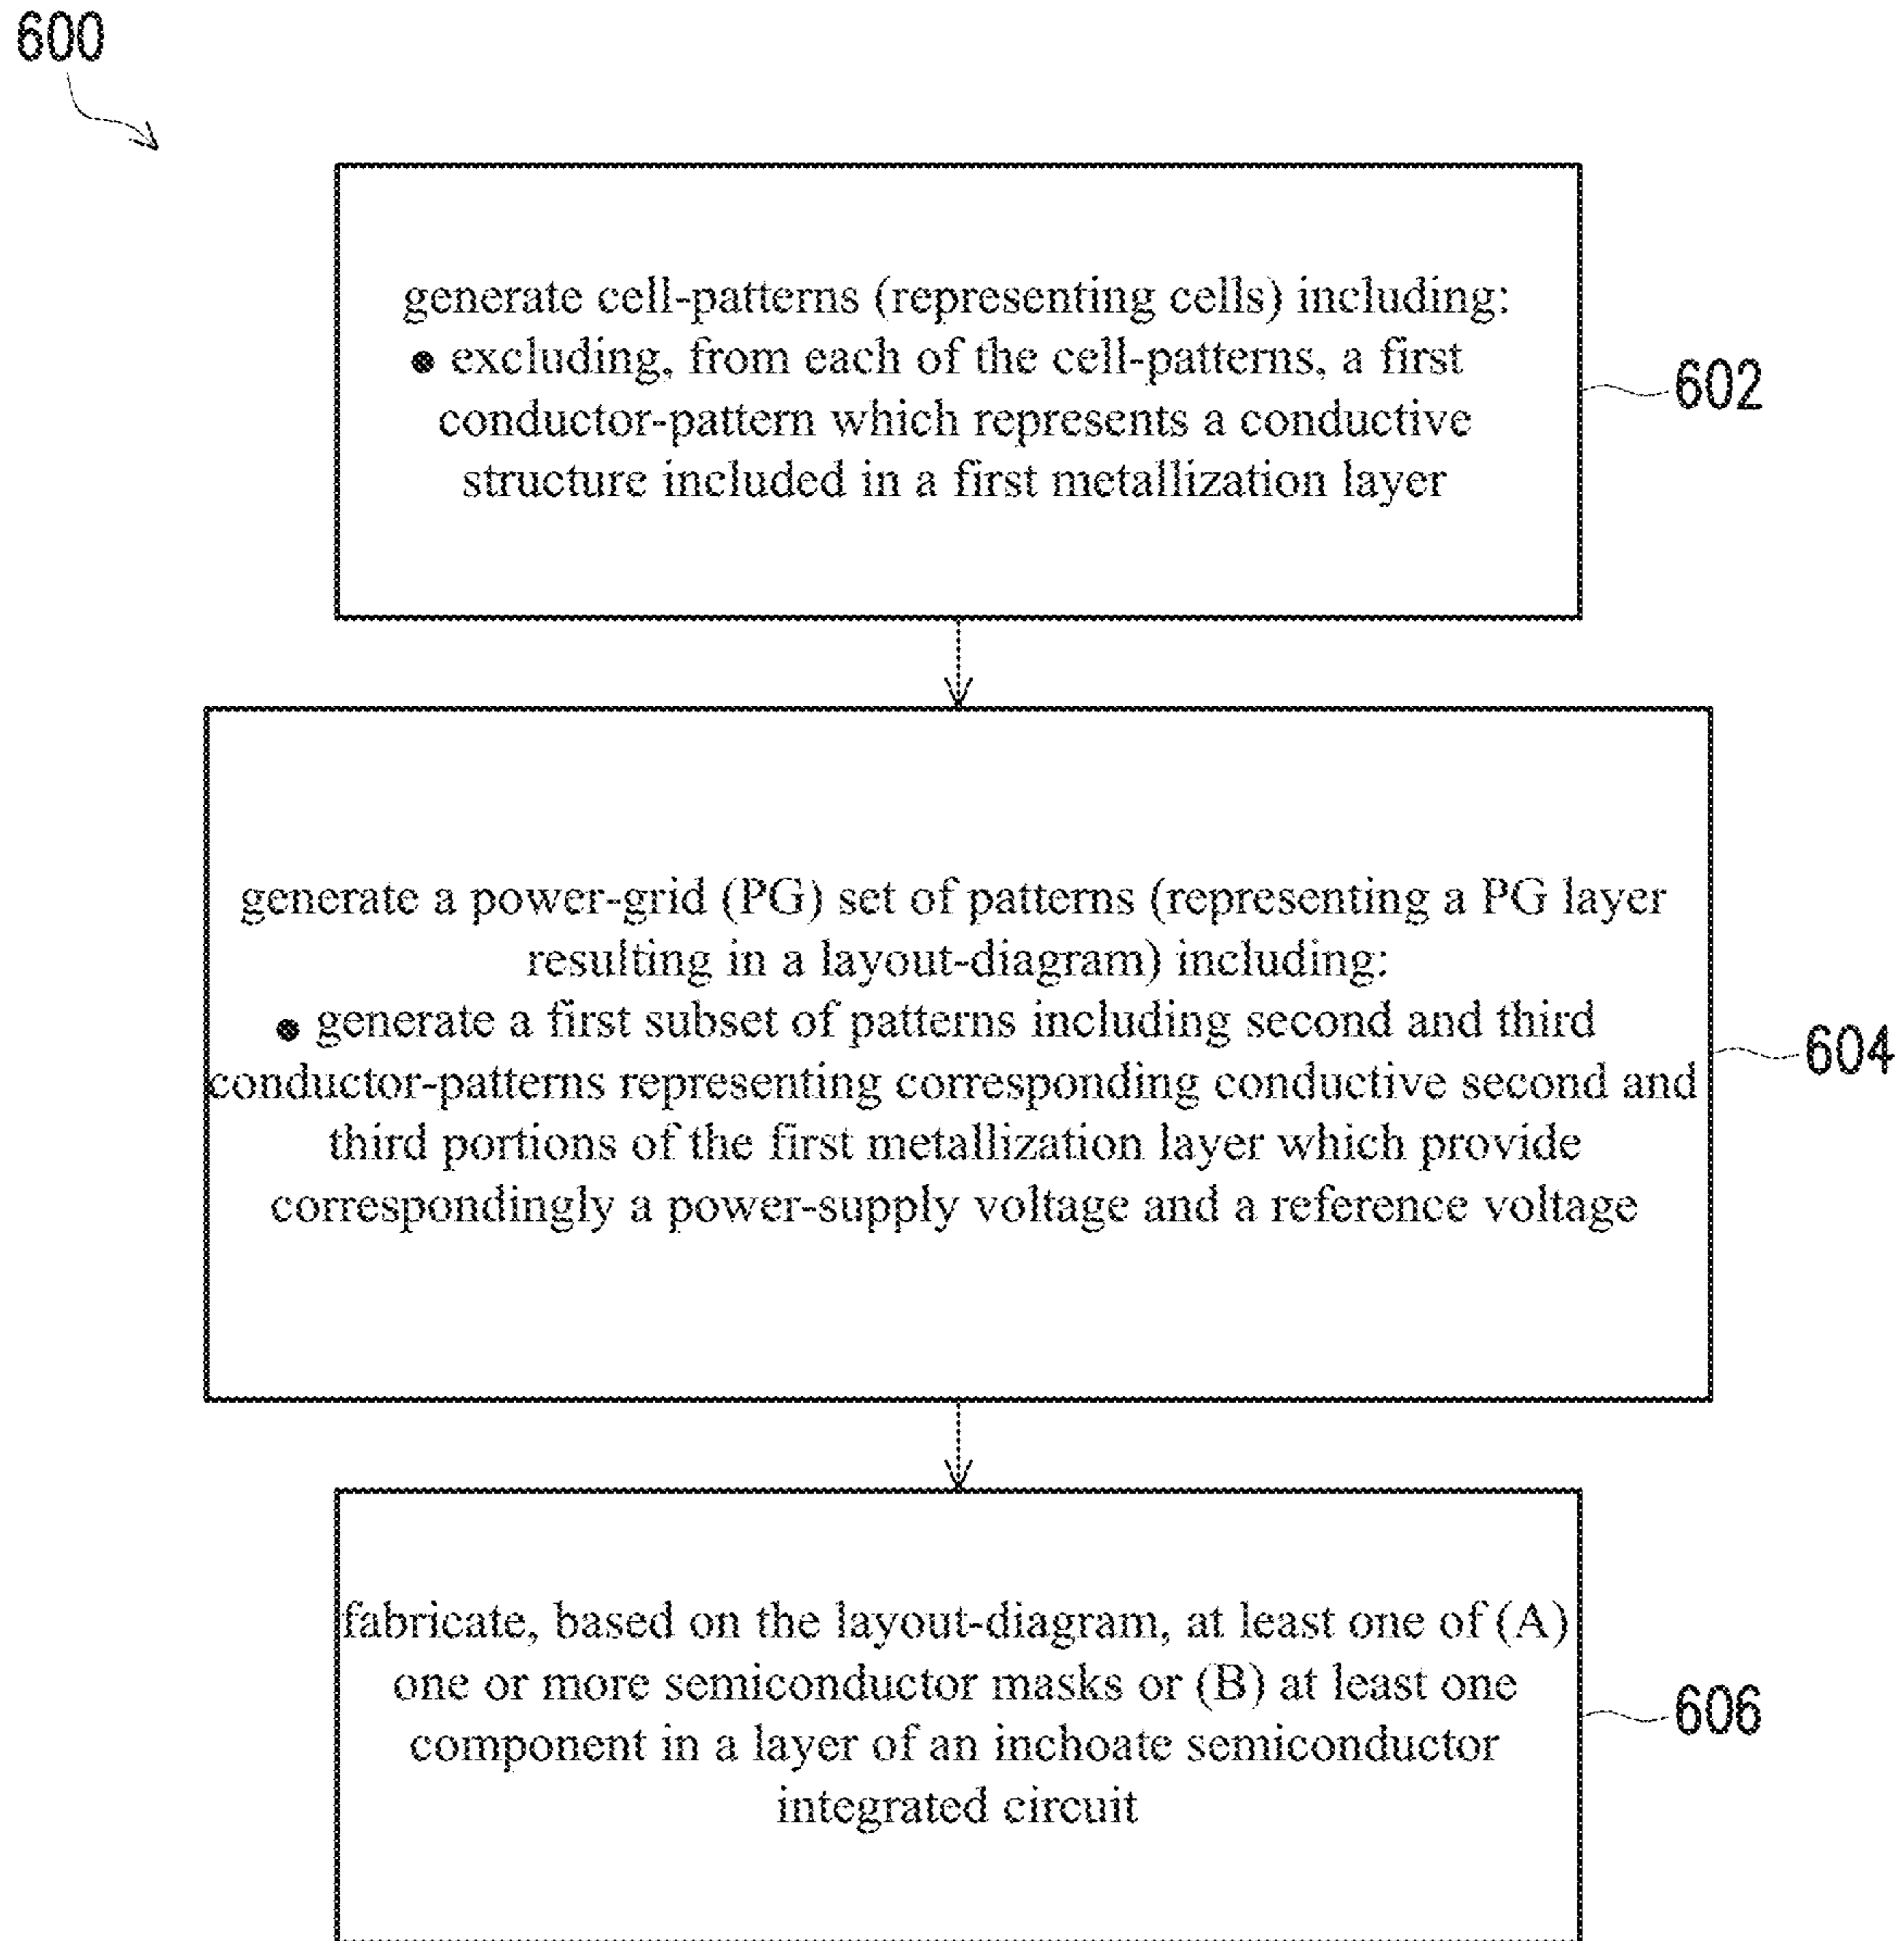 600
generate cell-patterns (representing cells) including:
● excluding, from each of the cell-patterns, a first
conductor-pattern which represents a conductive
structure included in a first metallization layer
602
generate a power-grid (PG) set of patterns (representing a PG layer
resulting in a layout-diagram) including:
● generate a first subset of patterns including second and third
conductor-patterns representing corresponding conductive second and
third portions of the first metallization layer which provide
correspondingly a power-supply voltage and a reference voltage
604
fabricate, based on the layout-diagram, at least one of (A)
one or more semiconductor masks or (B) at least one
component in a layer of an inchoate semiconductor
integrated circuit
606